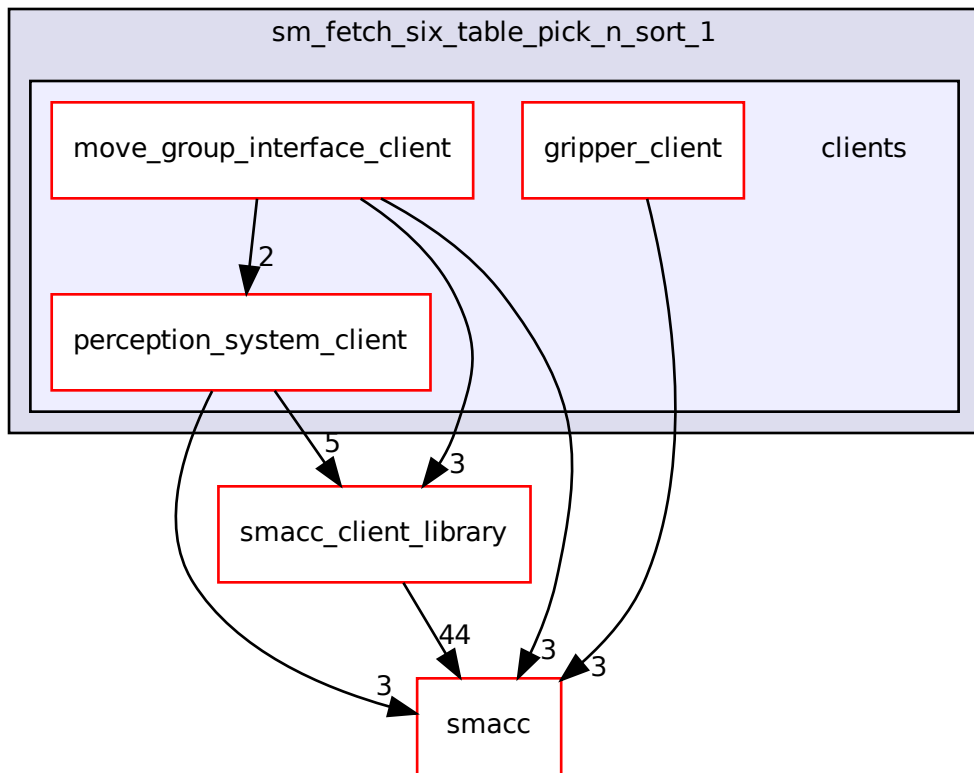 sm_fetch_six_table_pick_n_sort_1
move_group_interface_client
gripper_client
clients
2
perception_system_client
5
3
smacc_client_library
44
3
3
3
smacc